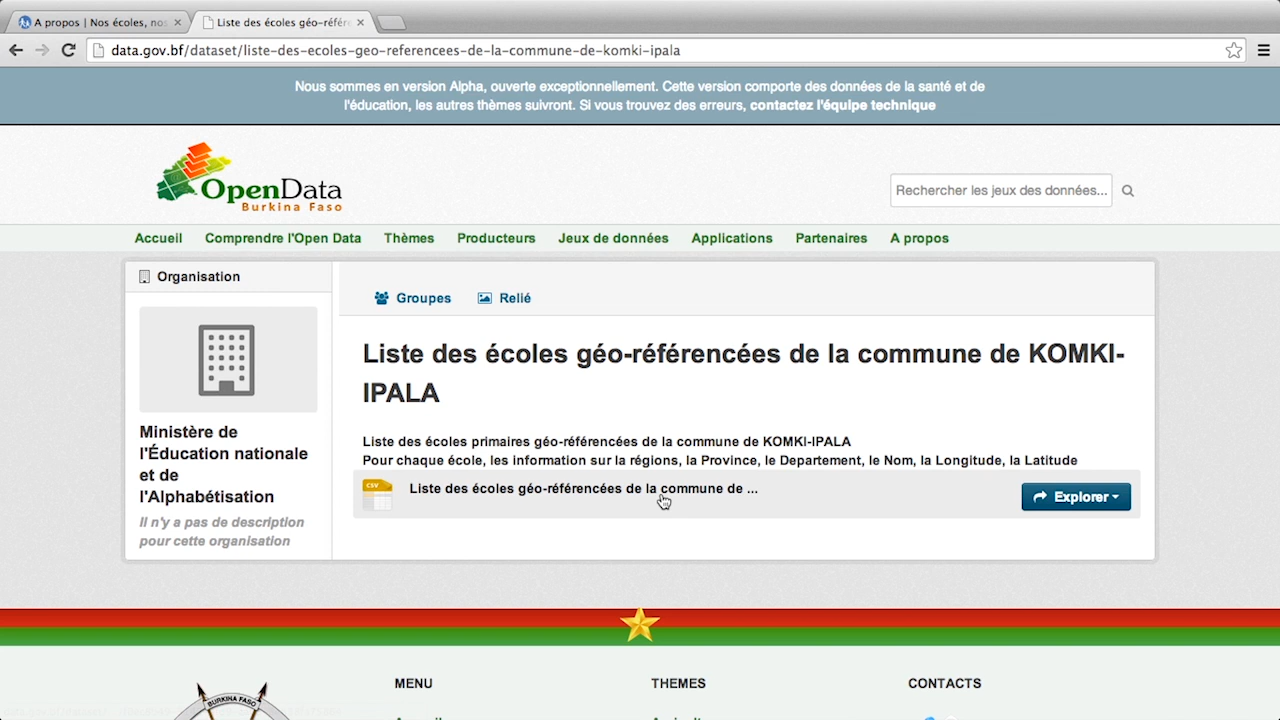 A propos | Nos écoles, nos
Liste des écoles géo-référe
data.gov.bf/dataset/liste-des-ecoles-geo-referencees-de-la-commune-de-komki-ipala
Nous sommes en version Alpha, ouverte exceptionnellement. Cette version comporte des données de la santé et de
l'éducation, les autres thèmes suivront. Si vous trouvez des erreurs, contactez l'équipe technique
OpenData
Burkina Faso
Rechercher les jeux des données...
Accueil Comprendre l'Open Data Thèmes Producteurs Jeux de données Applications Partenaires A propos
Organisation
Groupes Relié
Liste des écoles géo-référencées de la commune de KOMKI-
IPALA
Ministère de
l'Éducation nationale
et de
l'Alphabétisation
Il n'y a pas de description
pour cette organisation
Liste des écoles primaires géo-référencées de la commune de KOMKI-IPALA
Pour chaque école, les information sur la régions, la Province, le Departement, le Nom, la Longitude, la Latitude
CSV
Liste des écoles géo-référencées de la commune de ...
Explorer
BURKINA FASO
MENU THEMES CONTACTS